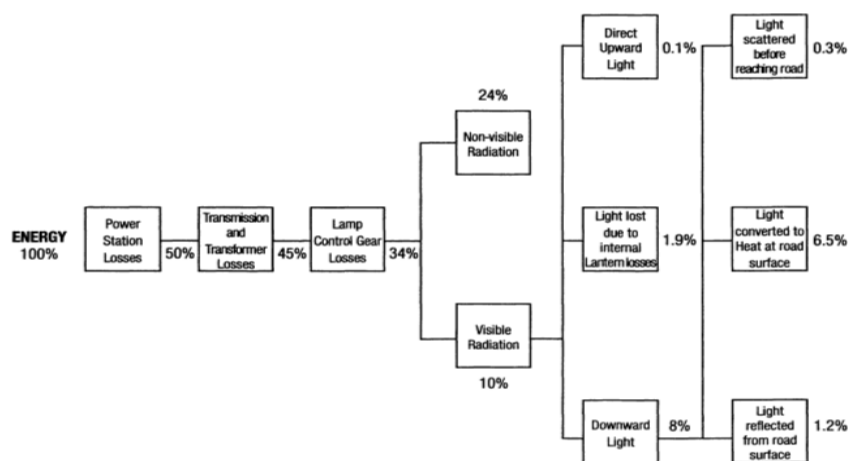 ENERGY
100%
Power
Station
Losses
50%
Transmission
and
Transformer
Losses
45%
Lamp
Control Gear
Losses
34%
24%
Non-visible
Radiation
Visible
Radiation
10%
Direct
Upward
Light
0.1%
Light lost
due to
internal
Lantern losses
1.9%
Downward
Light
8%
Light
scattered
before
reaching road
0.3%
Light
converted to
Heat at road
surface
6.5%
Light
reflected
from road
surface
1.2%